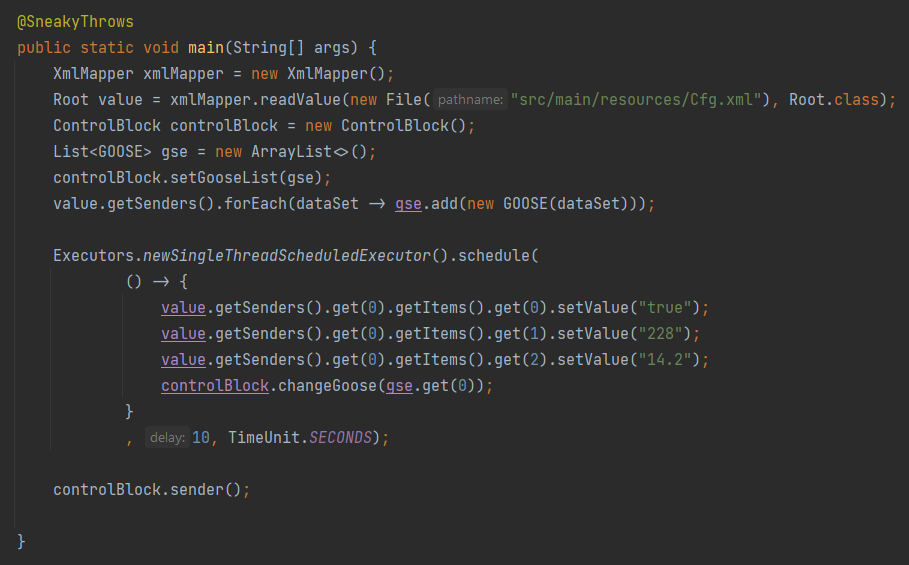 @SneakyThrows
public static void main(String[] args) {
    XmlMapper xmlMapper = new XmlMapper();
    Root value = xmlMapper.readValue(new File( pathname: "src/main/resources/Cfg.xml"), Root.class);
    ControlBlock controlBlock = new ControlBlock();
    List<GOOSE> gse = new ArrayList<>();
    controlBlock.setGooseList(gse);
    value.getSenders().forEach(dataSet -> gse.add(new GOOSE(dataSet)));
    Executors.newSingleThreadScheduledExecutor().schedule(
            () -> {
                value.getSenders().get(0).getItems().get(0).setValue("true");
                value.getSenders().get(0).getItems().get(1).setValue("228");
                value.getSenders().get(0).getItems().get(2).setValue("14.2");
                controlBlock.changeGoose(gse.get(0));
            }
            , delay: 10, TimeUnit.SECONDS);
    controlBlock.sender();
}